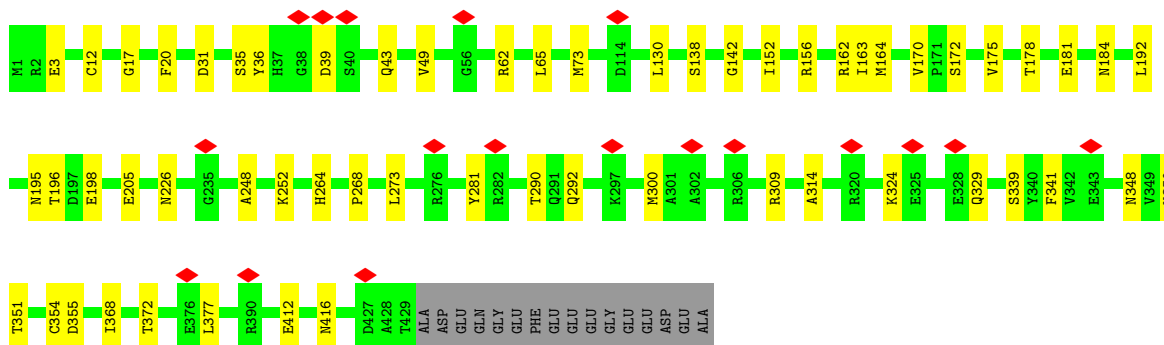 M1 R2 E3 C12 G17 F20 D31 S35 Y36 H37 G38 D39 S40 Q43 V49 G56 R62 L65 M73 D114 L130 S138 G142 I152 R156 R162 I163 M164 V170 P171 S172 V175 T178 E181 N184 L192
N195 T196 D197 E198 E205 N226 G235 A248 K252 H264 P268 L273 R276 Y281 R282 T290 Q291 Q292 K297 M300 A301 A302 R306 R309 A314 R320 K324 E325 E328 Q329 S339 Y340 F341 V342 E343 N348 V349
T351 C354 D355 I368 T372 E376 L377 R390 E412 N416 D427 A428 T429 ALA ASP GLU GLN GLY GLU PHE GLU GLU GLU GLY GLU GLU ASP GLU ALA